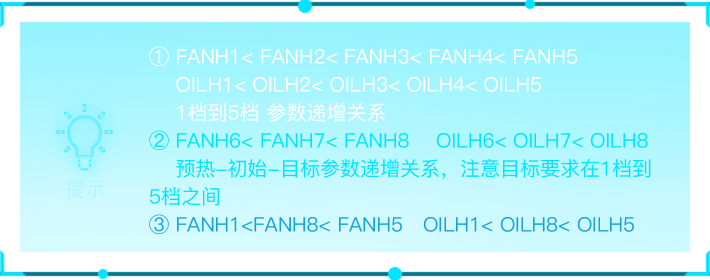 ① FANH1< FANH2< FANH3< FANH4< FANH5
OILH1< OILH2< OILH3< OILH4< OILH5
1档到5档 参数递增关系
② FANH6< FANH7< FANH8 OILH6< OILH7< OILH8
预热-初始-目标参数递增关系，注意目标要求在1档到
5档之间
提示
③ FANH1<FANH8< FANH5 OILH1< OILH8< OILH5